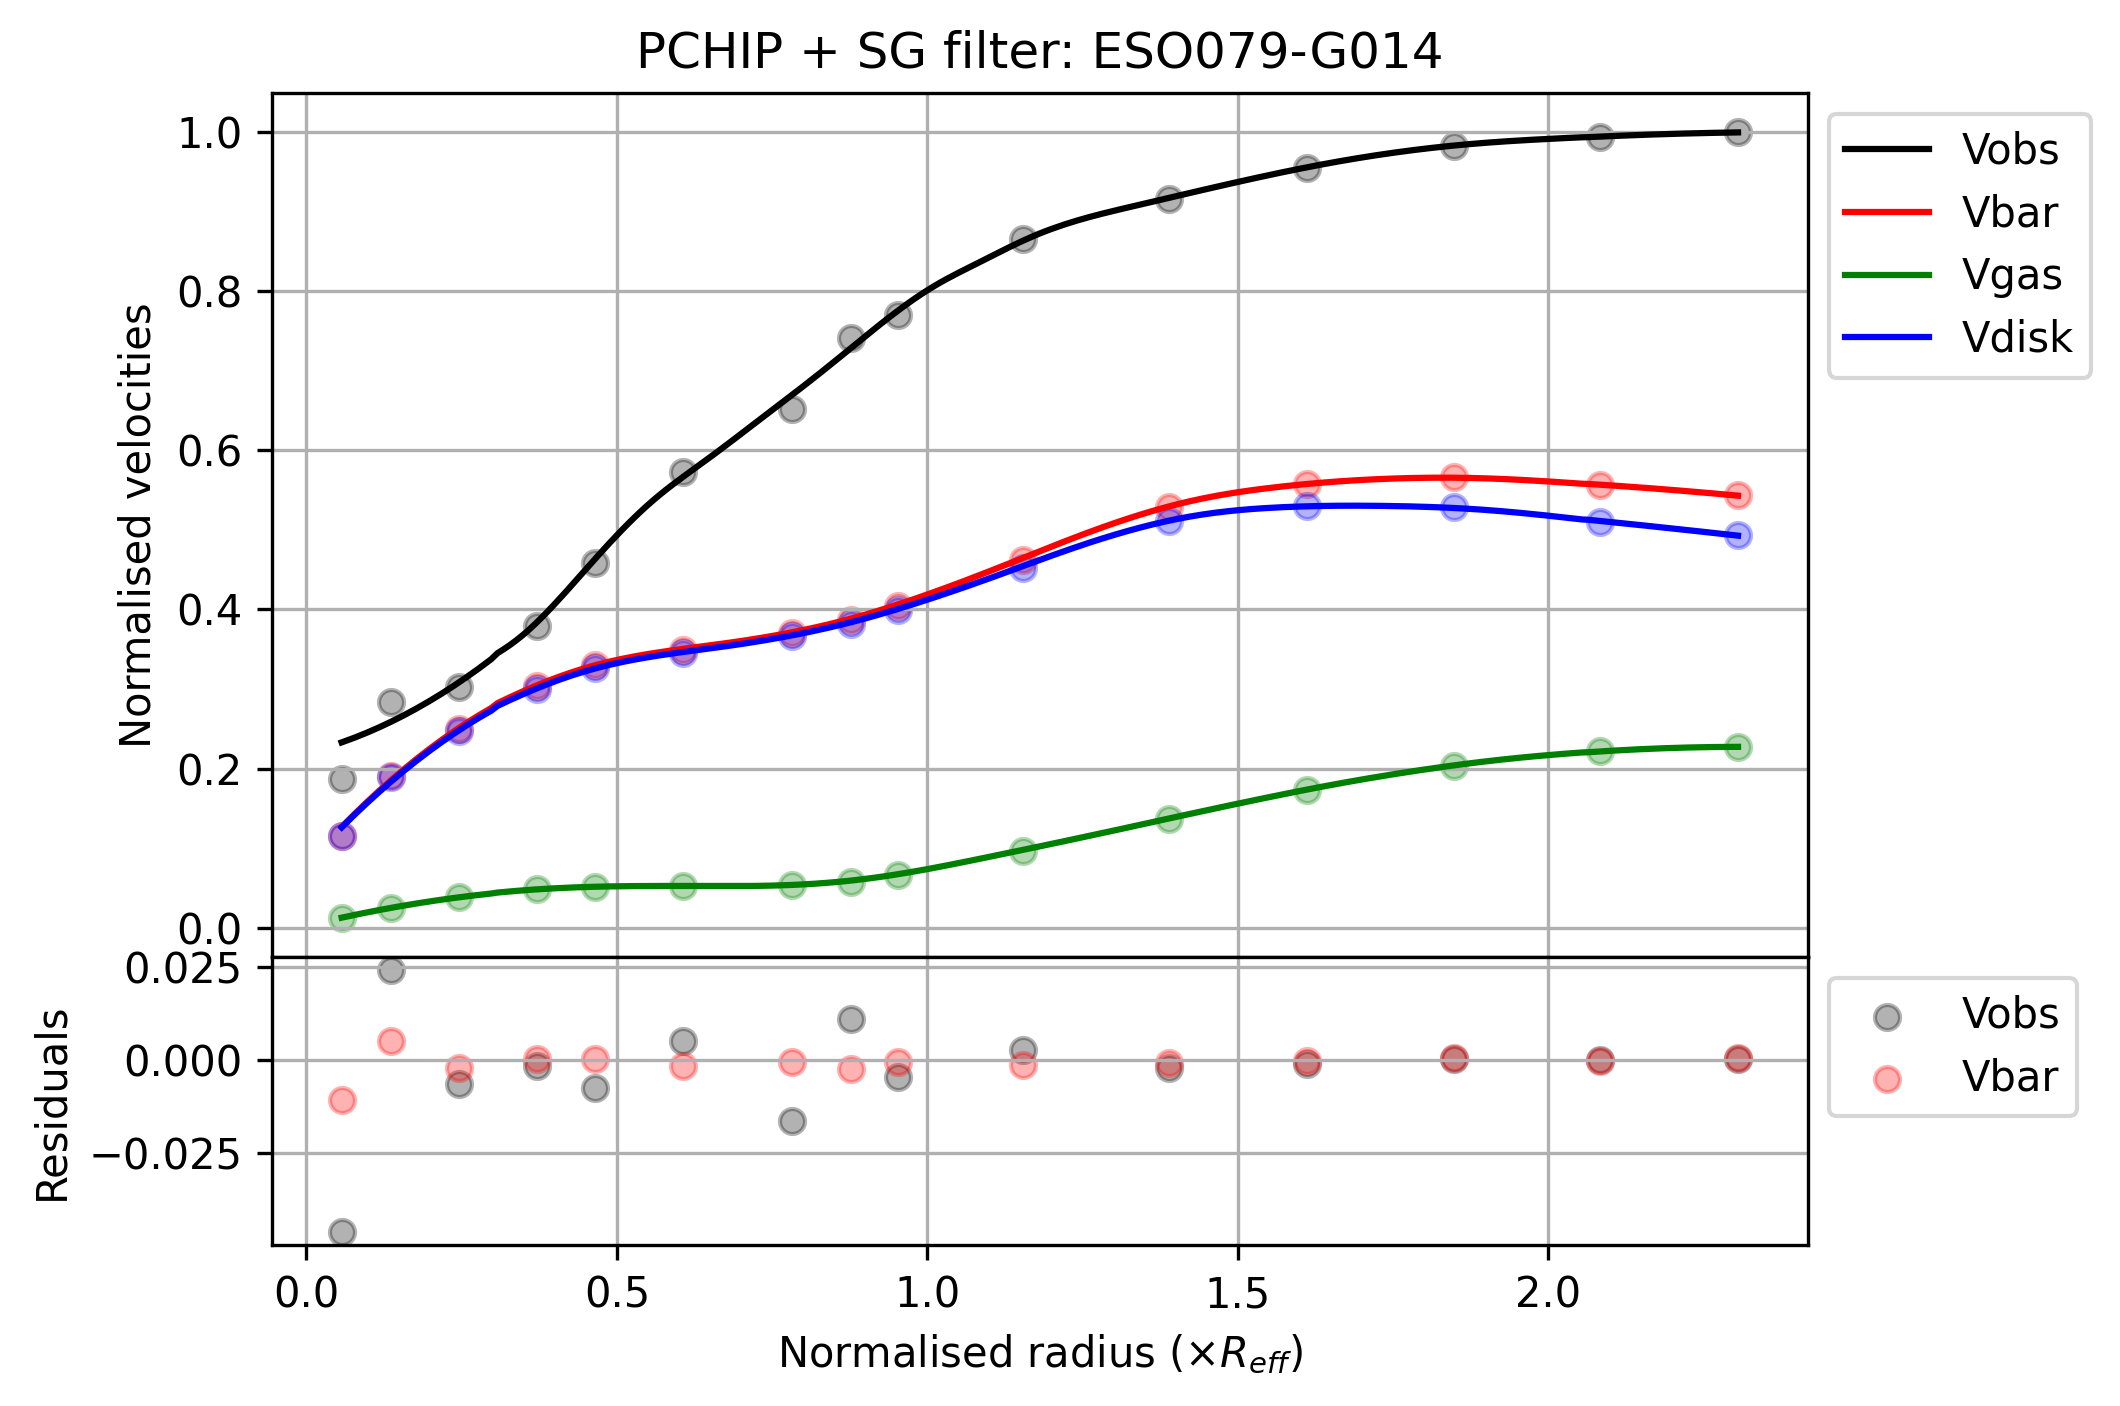 PCHIP + SG filter: ESO079-G014
Normalised velocities
1.0
0.8
0.6
0.4
0.2
0.0
Vobs
Vbar
Vgas
Vdisk
Residuals
0.025
0.000
−0.025
Vobs
Vbar
0.0 0.5 1.0 1.5 2.0
Normalised radius (×R_{eff})